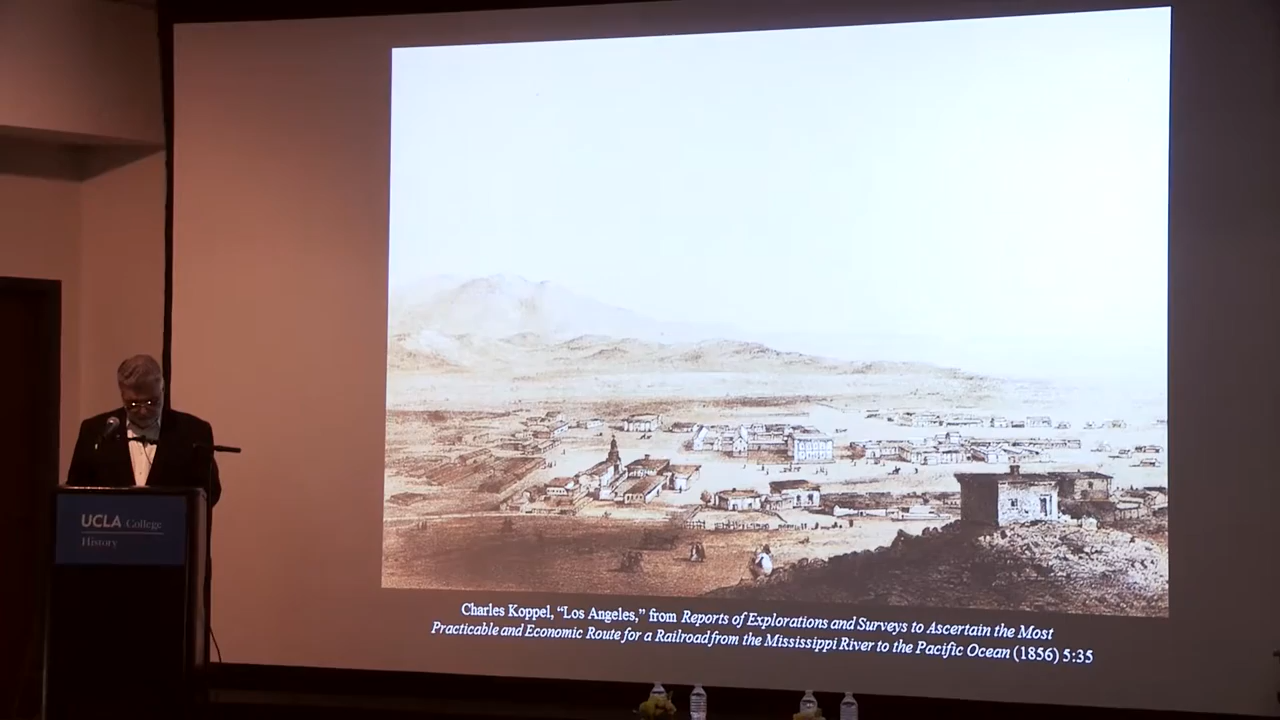 UCLA College
History
Charles Koppel, “Los Angeles,” from Reports of Explorations and Surveys to Ascertain the Most
Practicable and Economic Route for a Railroad from the Mississippi River to the Pacific Ocean (1856) 5:35